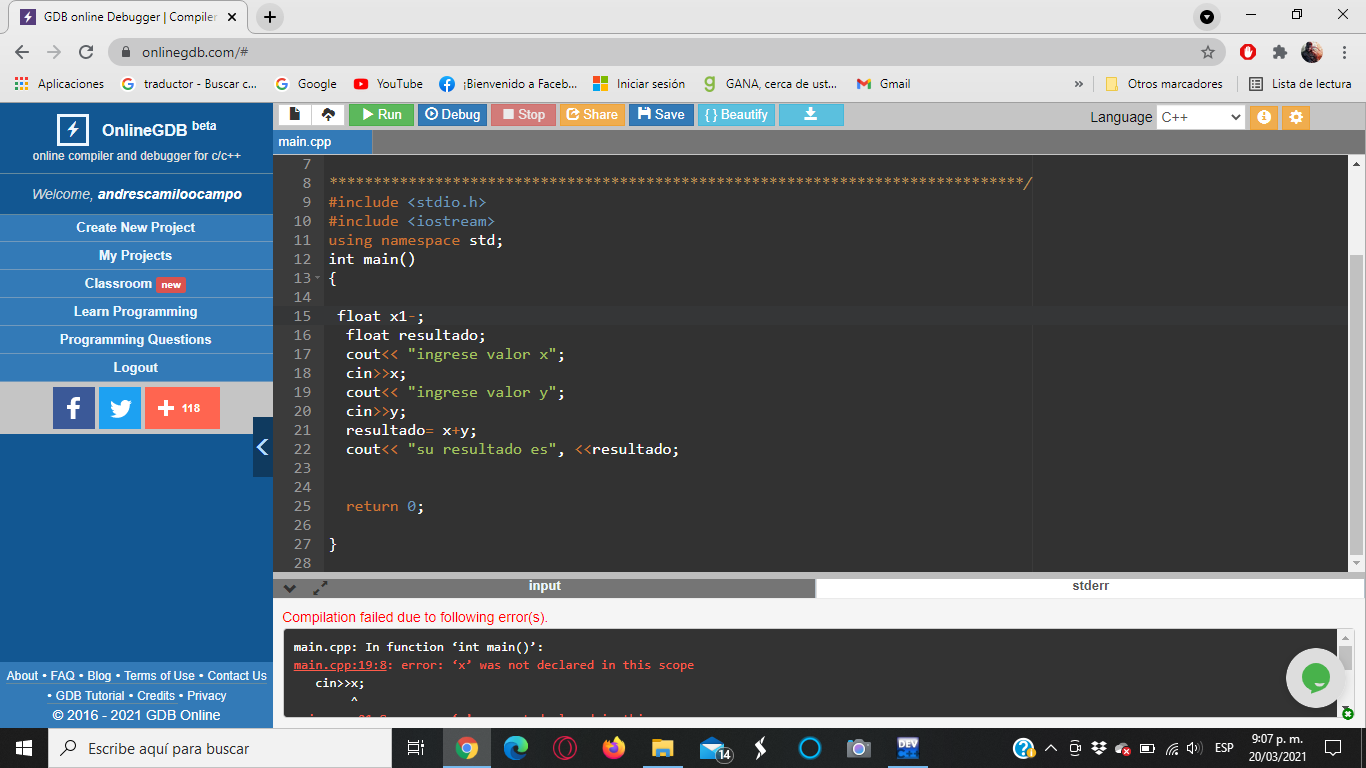 GDB online Debugger | Compiler
onlinegdb.com/#
Aplicaciones
traductor - Buscar c...
Google
YouTube
¡Bienvenido a Faceb...
Iniciar sesión
GANA, cerca de ust...
Gmail
»
Otros marcadores
Lista de lectura
OnlineGDB beta
online compiler and debugger for c/c++
Welcome, andrescamiloocampo
Create New Project
My Projects
Classroom new
Learn Programming
Programming Questions
Logout
+ 118
About • FAQ • Blog • Terms of Use • Contact Us
• GDB Tutorial • Credits • Privacy
© 2016 - 2021 GDB Online
Run
Debug
Stop
Share
Save
{ } Beautify
Language C++
main.cpp
7
8 *******************************************************************************/
9 #include <stdio.h>
10 #include <iostream>
11 using namespace std;
12 int main()
13 {
14
15 float x1-;
16 float resultado;
17 cout<< "ingrese valor x";
18 cin>>x;
19 cout<< "ingrese valor y";
20 cin>>y;
21 resultado= x+y;
22 cout<< "su resultado es", <<resultado;
23
24
25 return 0;
26
27 }
28
input
stderr
Compilation failed due to following error(s).
main.cpp: In function ‘int main()’:
main.cpp:19:8: error: ‘x’ was not declared in this scope
cin>>x;
^
Escribe aquí para buscar
14
DEV
ESP
9:07 p. m.
20/03/2021